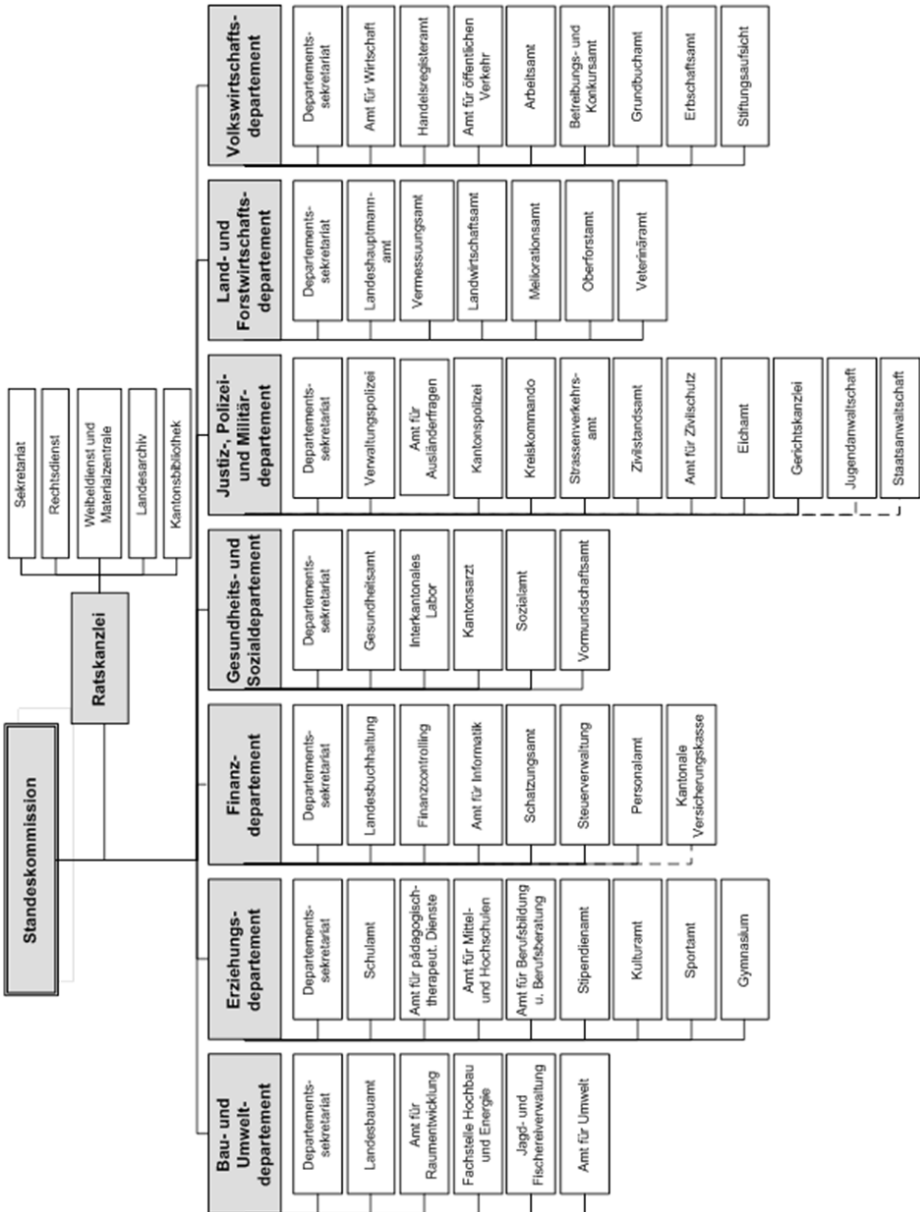 Standeskommission
Ratskanzlei
Sekretariat
Rechtsdienst
Weibeldienst und
Materialzentrale
Landesarchiv
Kantonsbibliothek
Bau- und
Umwelt-
departement
Departements-
sekretariat
Landesbauamt
Amt für
Raumentwicklung
Fachstelle Hochbau
und Energie
Jagd- und
Fischereiverwaltung
Amt für Umwelt
Erziehungs-
departement
Departements-
sekretariat
Schulamt
Amt für pädagogisch-
therapeut. Dienste
Amt für Mittel-
und Hochschulen
Amt für Berufsbildung
u. Berufsberatung
Stipendienamt
Kulturamt
Sportamt
Gymnasium
Finanz-
departement
Departements-
sekretariat
Landesbuchhaltung
Finanzcontrolling
Amt für Informatik
Schatzungsamt
Steuerverwaltung
Personalamt
Kantonale
Versicherungskasse
Gesundheits- und
Sozialdepartement
Departements-
sekretariat
Gesundheitsamt
Interkantonales
Labor
Kantonsarzt
Sozialamt
Vormundschaftsamt
Justiz-, Polizei-
und Militär-
departement
Departements-
sekretariat
Verwaltungspolizei
Amt für
Ausländerfragen
Kantonspolizei
Kreiskommando
Strassenverkehrs-
amt
Zivilstandsamt
Amt für Zivilschutz
Eichamt
Gerichtskanzlei
Jugendanwaltschaft
Staatsanwaltschaft
Land- und
Forstwirtschafts-
departement
Departements-
sekretariat
Landeshauptmann-
amt
Vermessuungsamt
Landwirtschaftsamt
Meliorationsamt
Oberforstamt
Veterinäramt
Volkswirtschafts-
departement
Departements-
sekretariat
Amt für Wirtschaft
Handelsregisteramt
Amt für öffentlichen
Verkehr
Arbeitsamt
Betreibungs- und
Konkursamt
Grundbuchamt
Erbschaftsamt
Stiftungsaufsicht